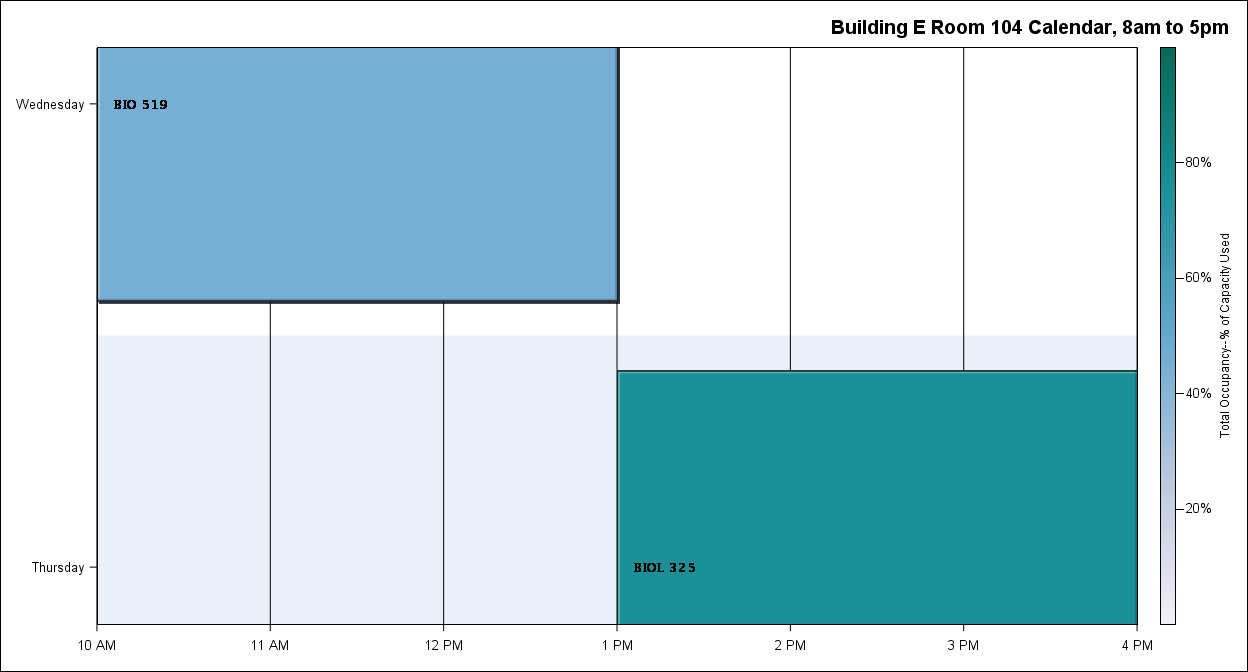 Building E Room 104 Calendar, 8am to 5pm
Wednesday
BIO 519
Thursday
BIOL 325
10 AM
11 AM
12 PM
1 PM
2 PM
3 PM
4 PM
80%
60%
40%
20%
Total Occupancy--% of Capacity Used